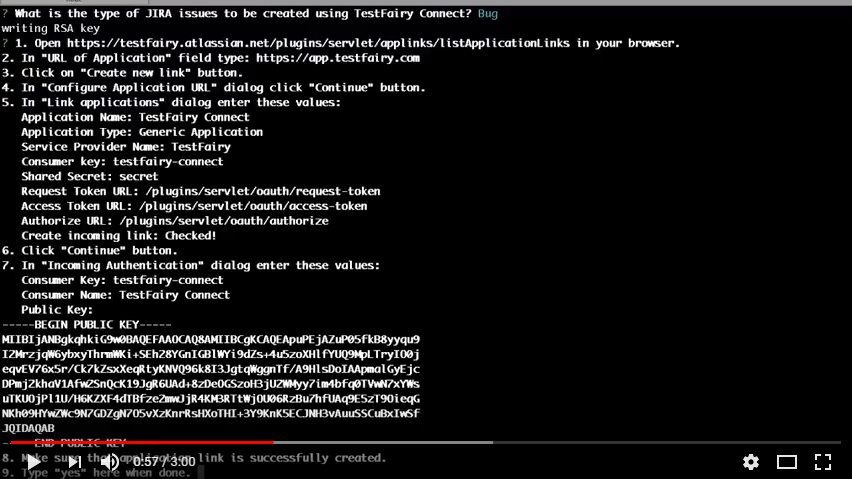 ? What is the type of JIRA issues to be created using TestFairy Connect? Bug
writing RSA key
? 1. Open https://testfairy.atlassian.net/plugins/servlet/applinks/listApplicationLinks in your browser.
2. In "URL of Application" field type: https://app.testfairy.com
3. Click on "Create new link" button.
4. In "Configure Application URL" dialog click "Continue" button.
5. In "Link applications" dialog enter these values:
Application Name: TestFairy Connect
Application Type: Generic Application
Service Provider Name: TestFairy
Consumer key: testfairy-connect
Shared Secret: secret
Request Token URL: /plugins/servlet/oauth/request-token
Access Token URL: /plugins/servlet/oauth/access-token
Authorize URL: /plugins/servlet/oauth/authorize
Create incoming link: Checked!
6. Click "Continue" button.
7. In "Incoming Authentication" dialog enter these values:
Consumer Key: testfairy-connect
Consumer Name: TestFairy Connect
Public Key:
-----BEGIN PUBLIC KEY-----
MIIBIjANBgkqhkiG9w0BAQEFAAOCAQ8AMIIBCgKCAQEApuPEjAZuP05fkB8yyqu9
IZMrzjqW6ybxyThrmWKi+SEh28YGnIGBlWYi9dZs+4u5zoXHlfYUQ9MpLTryIO0j
eqvEV76x5r/Ck7kZsxXeqRtyKNVQ96k8I3JgtqWggnTf/A9HlsDoIAApmalGyEjc
DPmj2khaV1Afw2SnQcK19JgR6UAd+8zDeOGSzoH3jU2WMyy7im4bfq0TVwN7xYWs
uTKUOjPl1U/H6KZXF4dTBfze2mwJjR4KM3RTtWjOU06RzBu7hfUAq9E5zT9OieqG
NKh09HYwZWc9N7GDZgN7O5vXzKnrRsHXoTHI+3Y9KnK5ECJNH3vAuuSSCuBxIwSf
JQIDAQAB
END PUBLIC KEY
8. Make sure that application link is successfully created.
9. Type "yes" here when done.
0:57 / 3:00